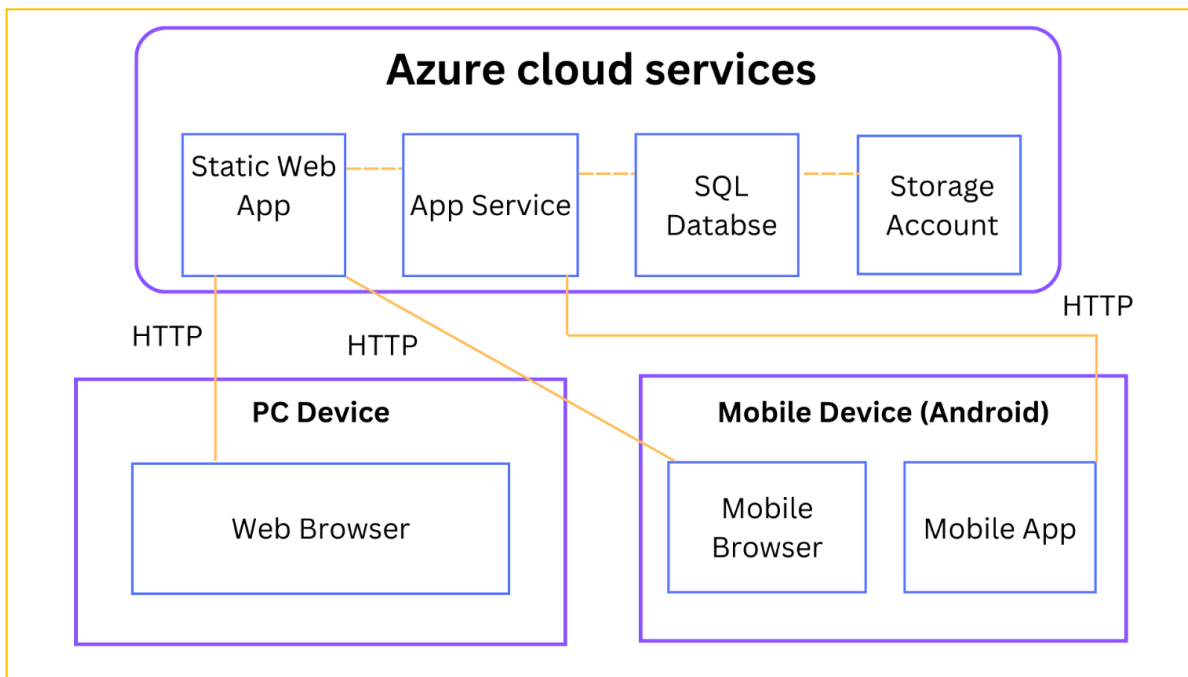 Azure cloud services
Static Web
App
App Service
SQL
Databse
Storage
Account
HTTP
HTTP
HTTP
PC Device
Web Browser
Mobile Device (Android)
Mobile
Browser
Mobile App